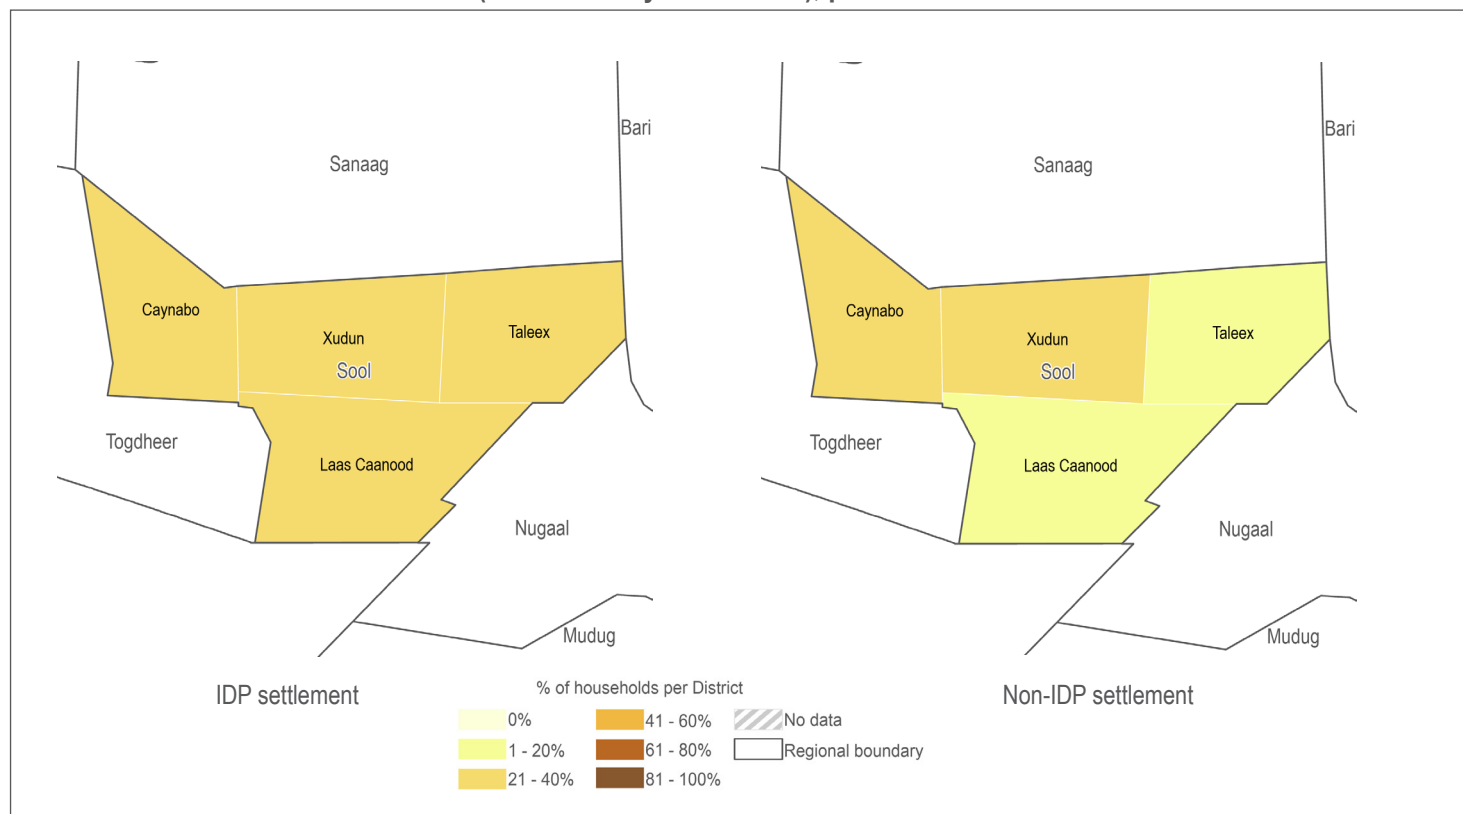 Bari
Sanaag
Caynabo
Xudun
Taleex
Sool
Togdheer
Laas Caanood
Nugaal
Mudug
IDP settlement
Bari
Sanaag
Caynabo
Xudun
Taleex
Sool
Togdheer
Laas Caanood
Nugaal
Mudug
Non-IDP settlement
% of households per District
0%
1 - 20%
21 - 40%
41 - 60%
61 - 80%
81 - 100%
No data
Regional boundary